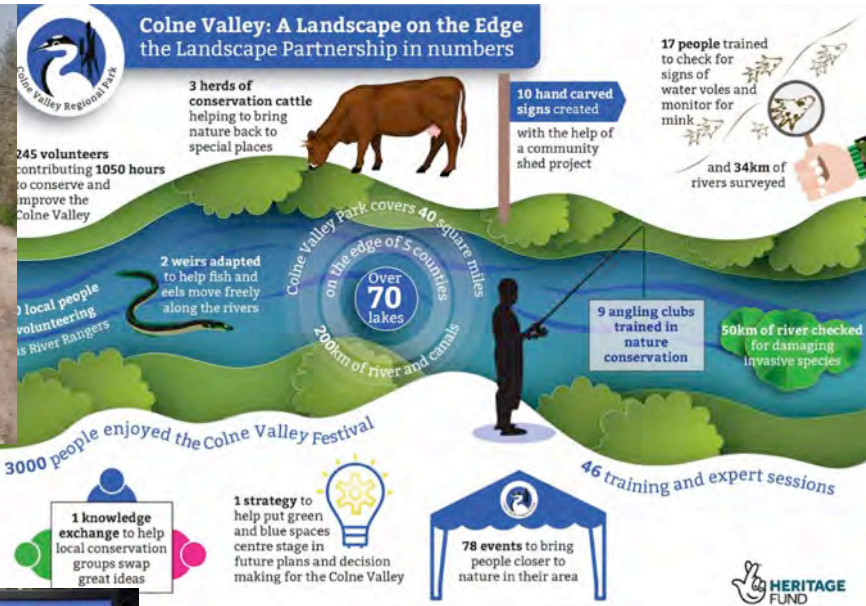 Colne Valley: A Landscape on the Edge
the Landscape Partnership in numbers
Colne Valley Regional Park
3 herds of
conservation cattle
helping to bring
nature back to
special places
10 hand carved
signs created
with the help of
a community
shed project
17 people trained
to check for
signs of
water voles and
monitor for
mink
and 34km of
rivers surveyed
245 volunteers
contributing 1050 hours
to conserve and
improve the
Colne Valley
local people
volunteering
River Rangers
2 weirs adapted
to help fish and
eels move freely
along the rivers
Colne Valley Park covers 40 square miles
on the edge of 5 counties
Over
70
lakes
200km of river and canals
9 angling clubs
trained in
nature
conservation
50km of river checked
for damaging
invasive species
3000 people enjoyed the Colne Valley Festival
46 training and expert sessions
1 knowledge
exchange to help
local conservation
groups swap
great ideas
1 strategy to
help put green
and blue spaces
centre stage in
future plans and decision
making for the Colne Valley
78 events to bring
people closer to
nature in their area
HERITAGE
FUND